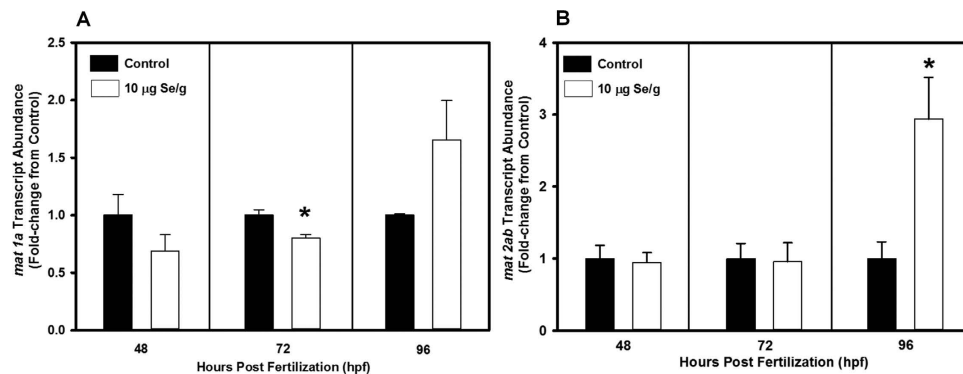 A
mat 1a Transcript Abundance
(Fold-change from Control)
2.5
2.0
1.5
1.0
0.5
0.0
Control
10 µg Se/g
*
48
72
96
Hours Post Fertilization (hpf)
B
mat 2ab Transcript Abundance
(Fold-change from Control)
4
3
2
1
0
Control
10 µg Se/g
*
48
72
96
Hours Post Fertilization (hpf)